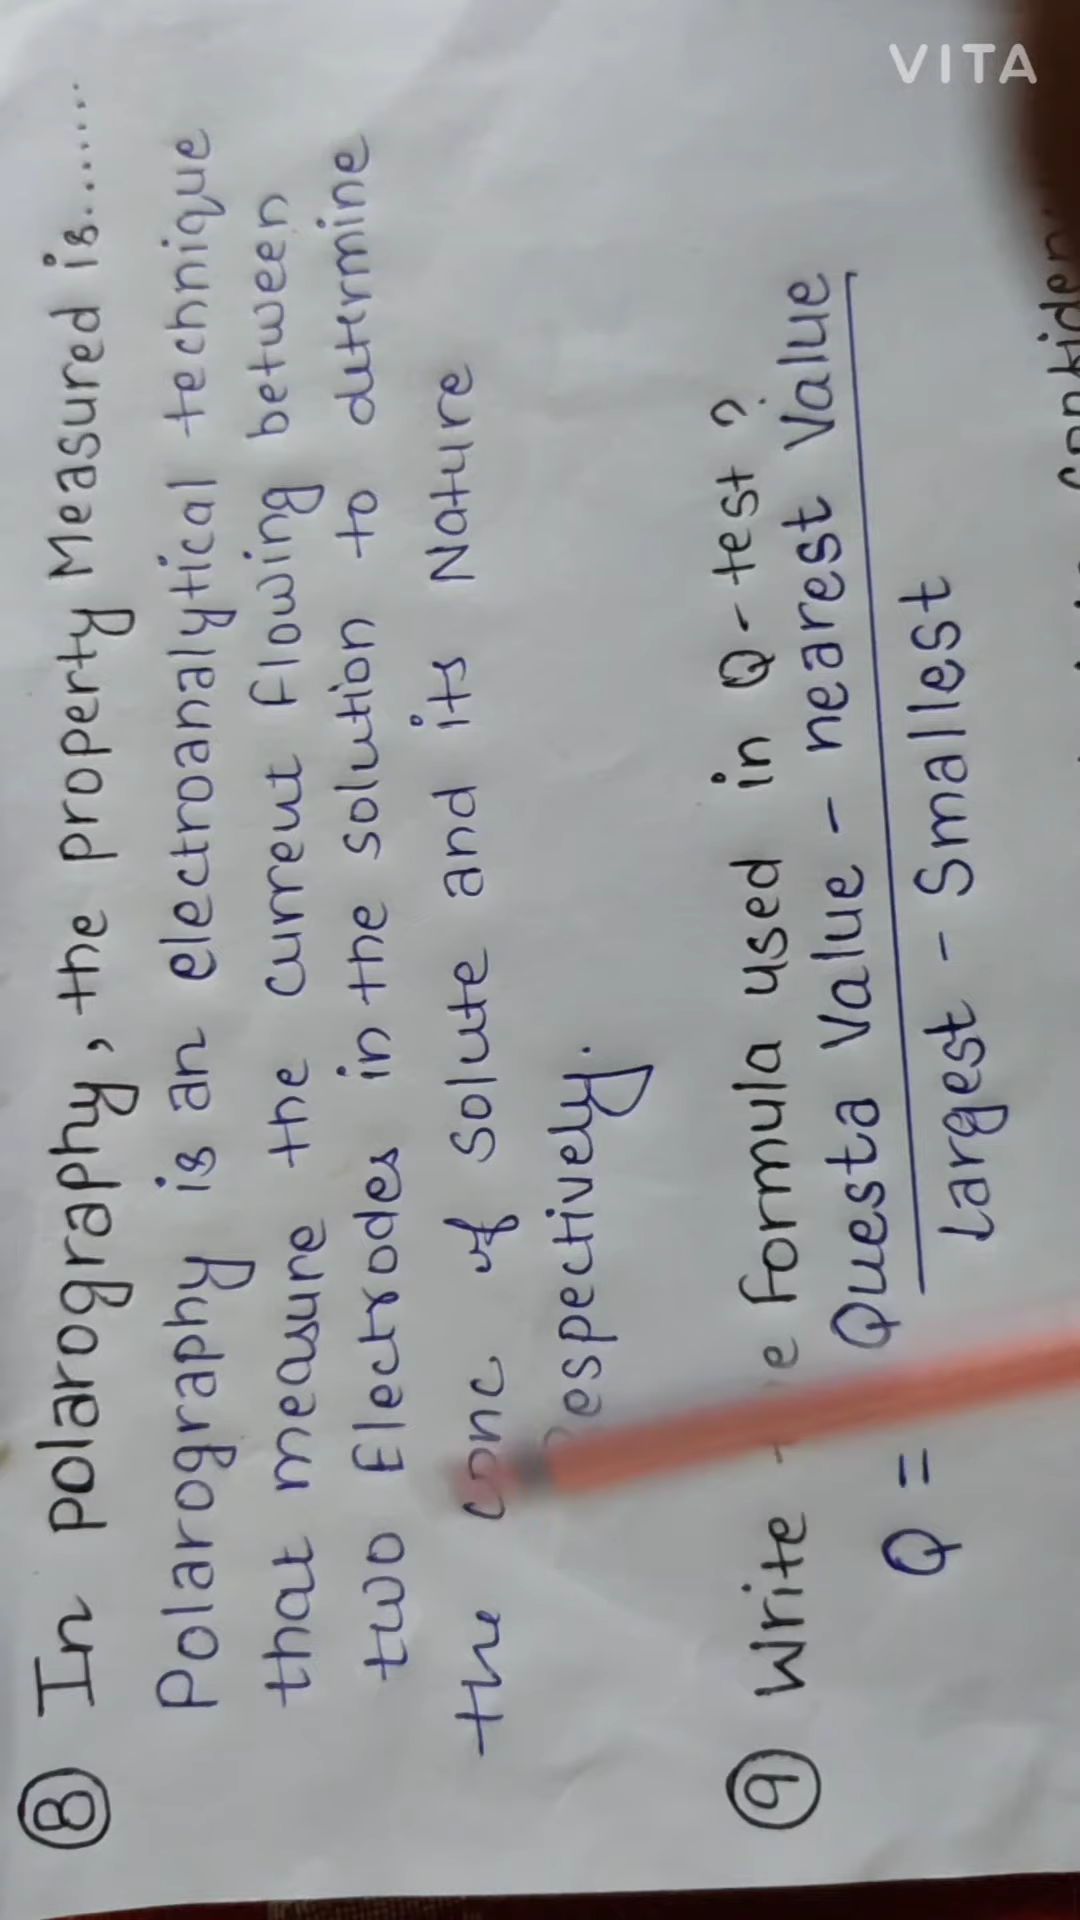 VITA
⑧ In polarography, the property Measured is.......
Polarography is an electroanalytical technique
that measure the current flowing between
two Electrodes in the solution to dutermine
the conc. of solute and its Nature
espectively.
⑨ Write e formula used in Q-test?
Q = Questa Value - nearest Value
Largest - Smallest